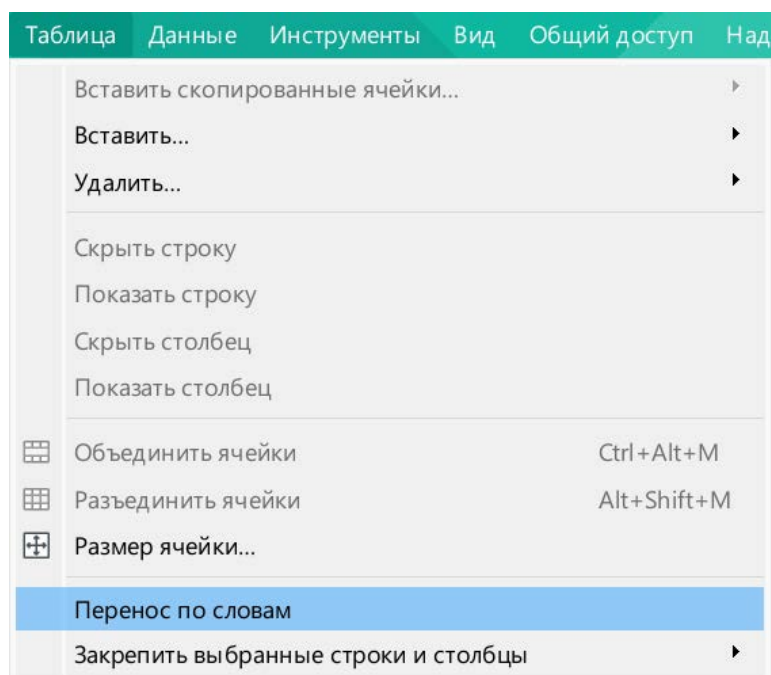 Таблица Данные Инструменты Вид Общий доступ Над
Вставить скопированные ячейки...
Вставить...
Удалить...
Скрыть строку
Показать строку
Скрыть столбец
Показать столбец
Объединить ячейки Ctrl+Alt+M
Разъединить ячейки Alt+Shift+M
Размер ячейки...
Перенос по словам
Закрепить выбранные строки и столбцы